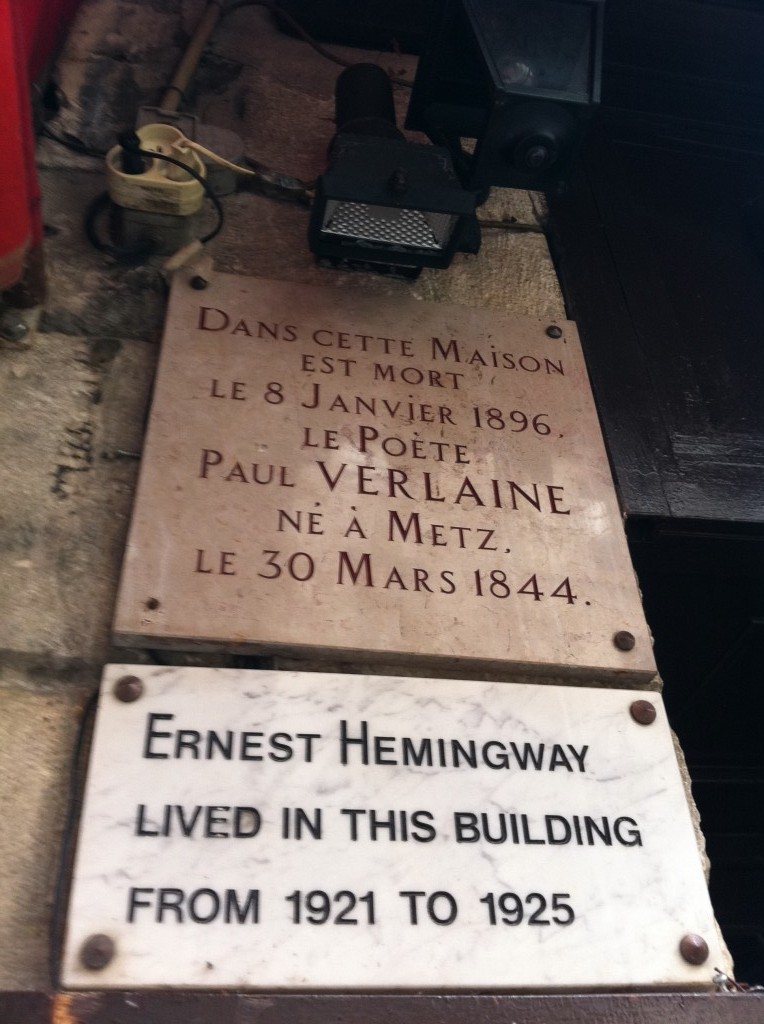 DANS CETTE MAISON
EST MORT
LE 8 JANVIER 1896,
LE POÈTE
PAUL VERLAINE
NÉ À METZ,
LE 30 MARS 1844.
ERNEST HEMINGWAY
LIVED IN THIS BUILDING
FROM 1921 TO 1925